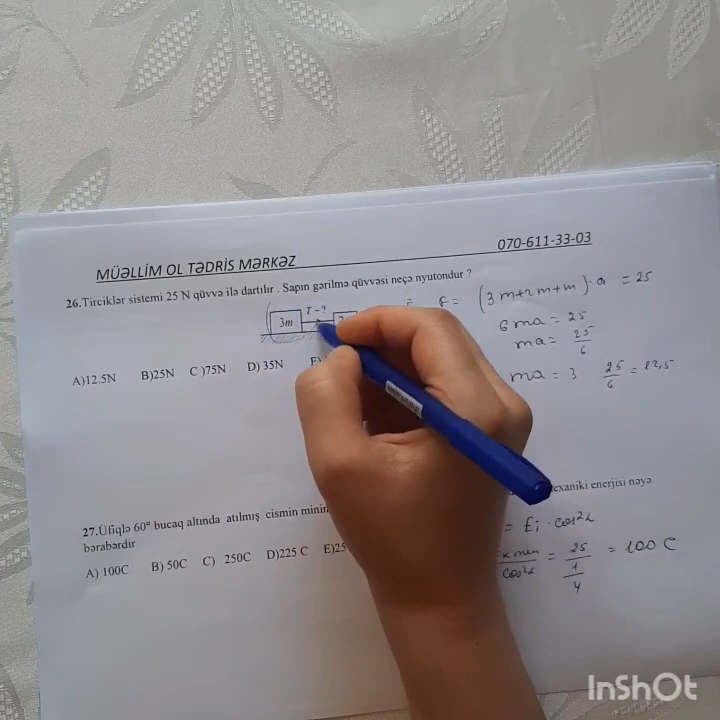 MÜƏLLİM OL TƏDRİS MƏRKƏZ 070-611-33-03
26.Tirciklər sistemi 25 N qüvvə ilə dartılır . Sapın gərilmə qüvvəsi neçə nyutondur ?
T-? 
3m
F = (3m+2m+m)·a = 25
6ma = 25
ma = 25/6
ma = 3 25/6 = 12,5
A)12.5N B)25N C )75N D) 35N
27.Üfiqlə 60° bucaq altında atılmış cismin enerjisi nəyə
bərabərdir
= Ei · cos²α
A) 100C B) 50C C) 250C D)225 C
cos²α = 25 / 1/4 = 100 C
InShOt